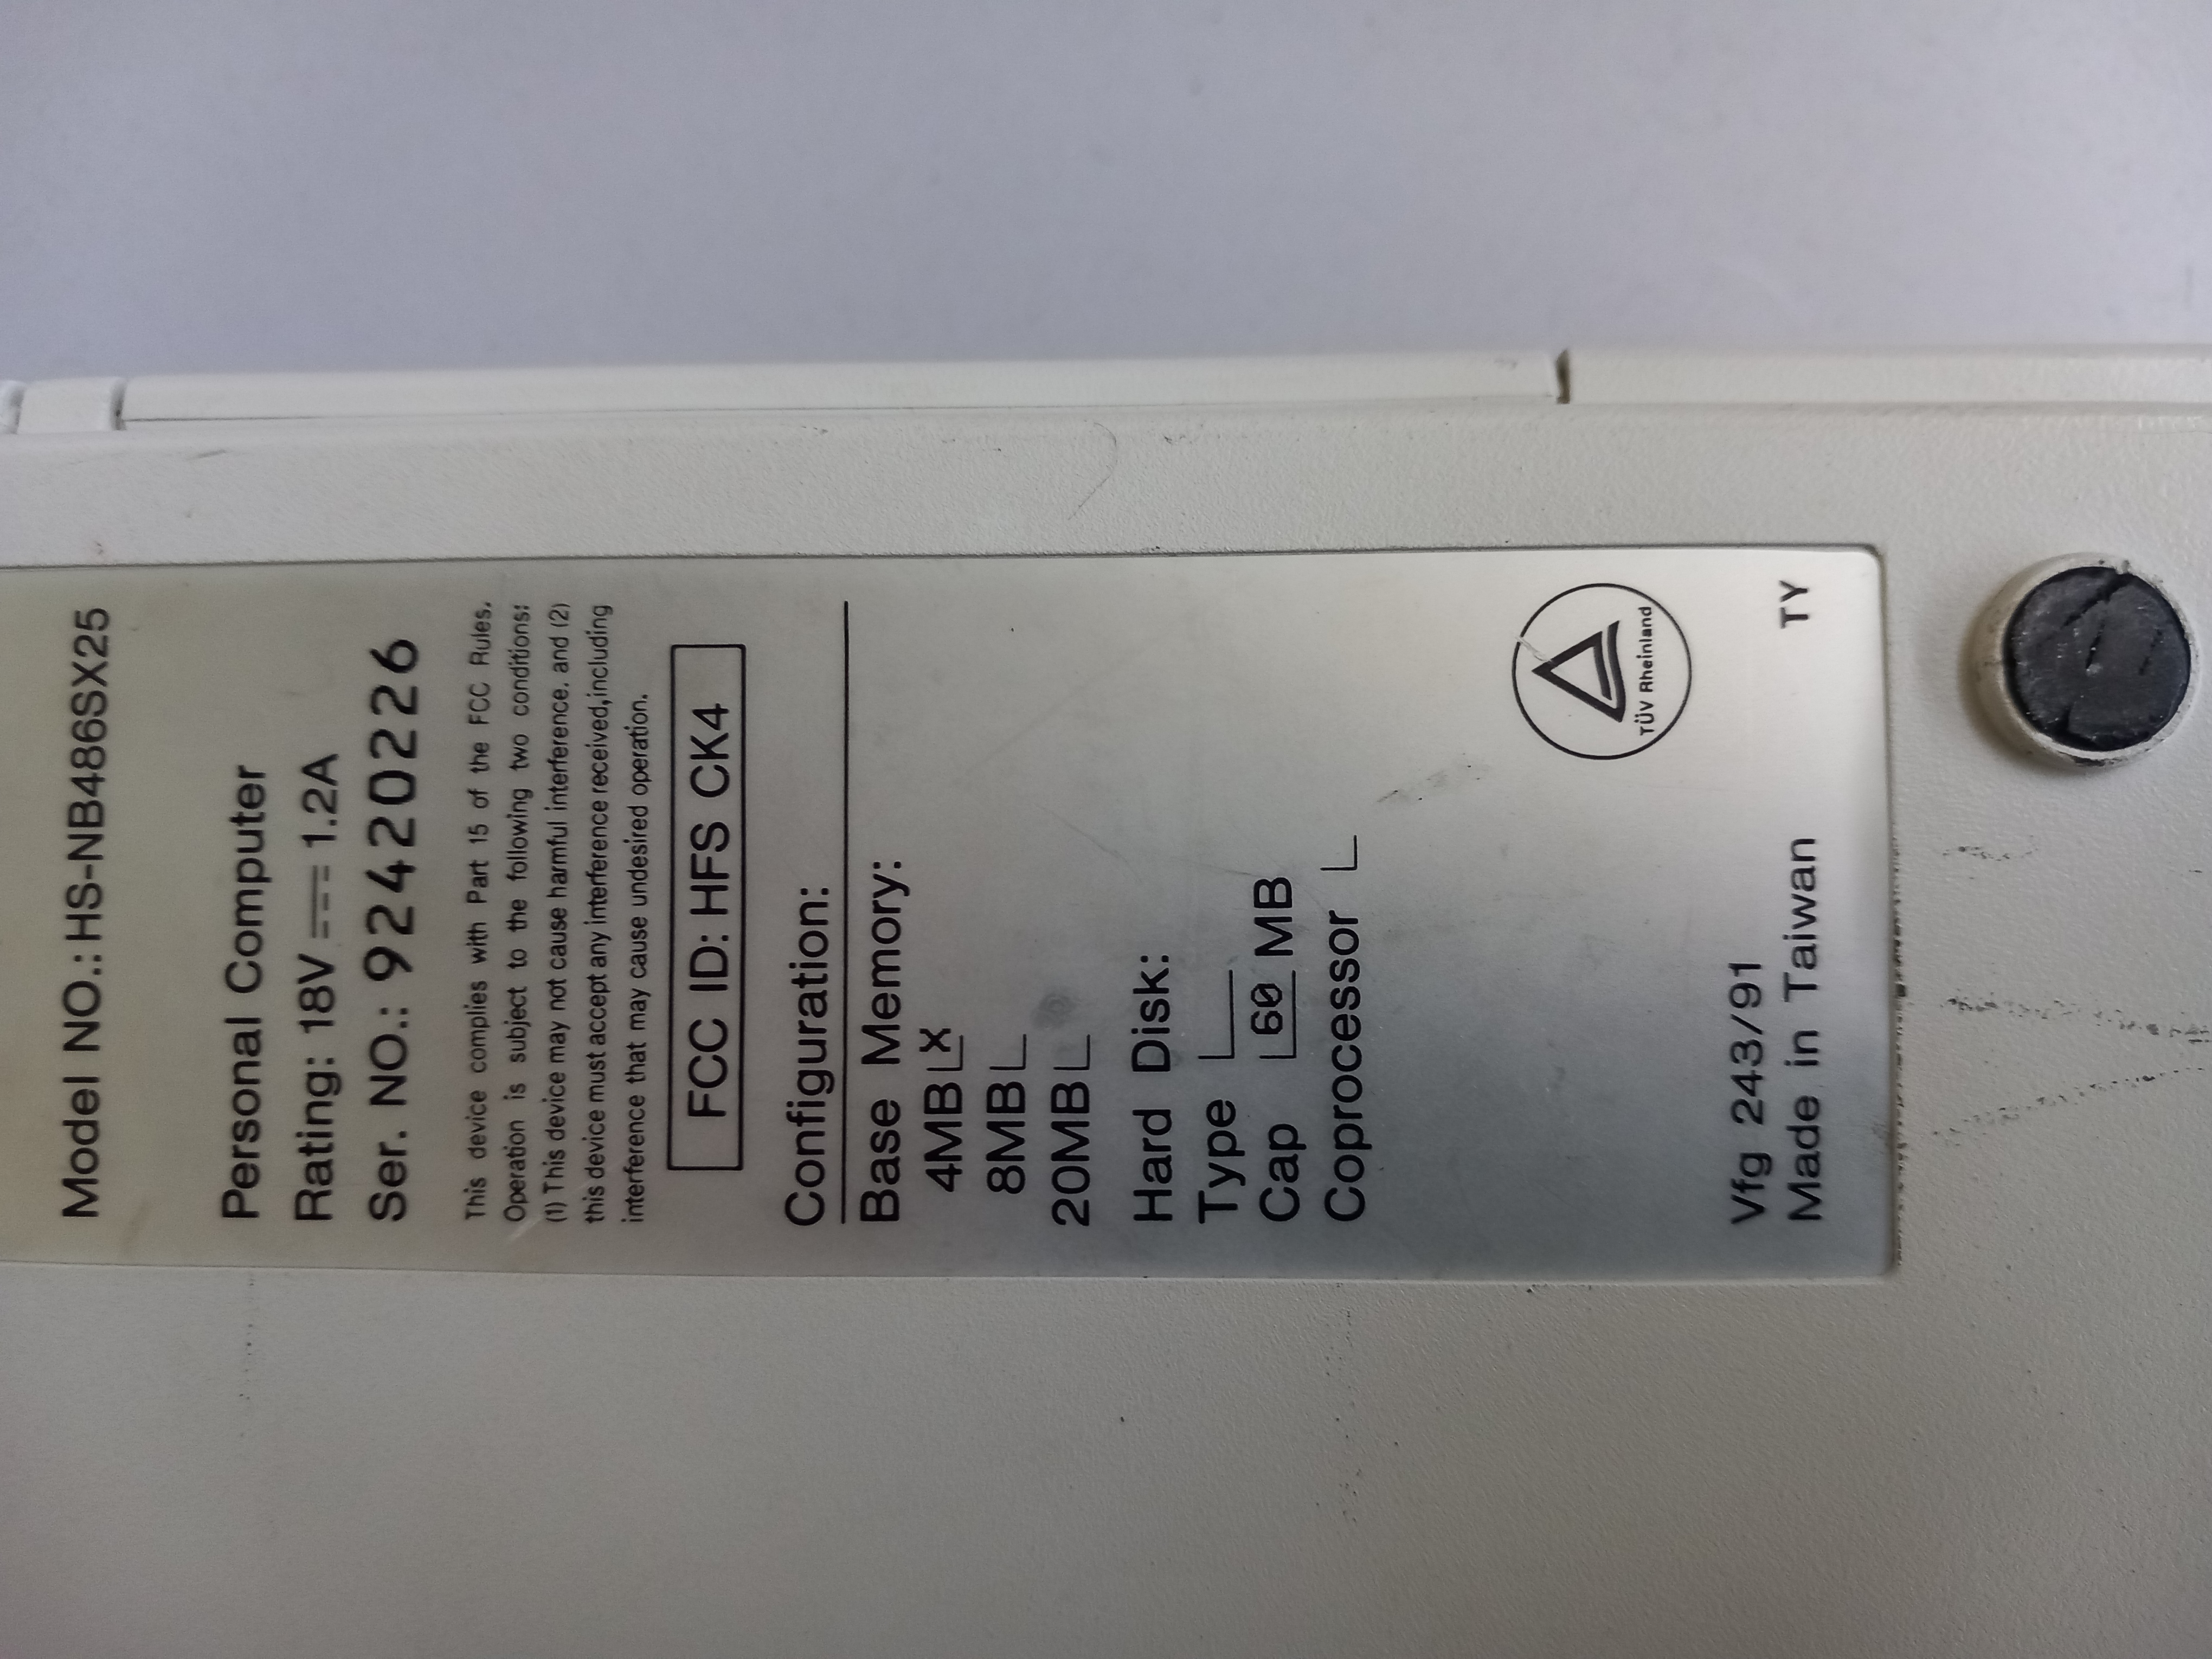 Model NO.: HS-NB486SX25
Personal Computer
Rating: 18V ⎓ 1.2A
Ser. NO.: 92420226
This device complies with Part 15 of the FCC Rules.
Operation is subject to the following two conditions:
(1) This device may not cause harmful interference. and (2)
this device must accept any interference received, including
interference that may cause undesired operation.
FCC ID: HFS CK4
Configuration:
Base Memory:
4MB X
8MB
20MB
Hard Disk:
Type
Cap 60 MB
Coprocessor
TÜV Rheinland
Vfg 243/91
Made in Taiwan TY